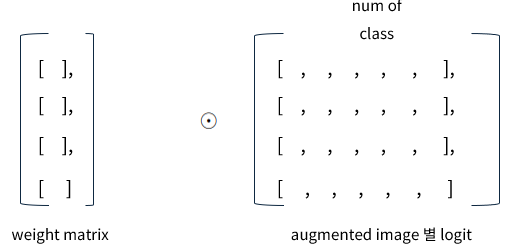 num of
class
[ ], [ , , , , , ],
[ ], ⊙ [ , , , , , ],
[ ], [ , , , , , ],
[ ] [ , , , , , ]
weight matrix augmented image 별 logit